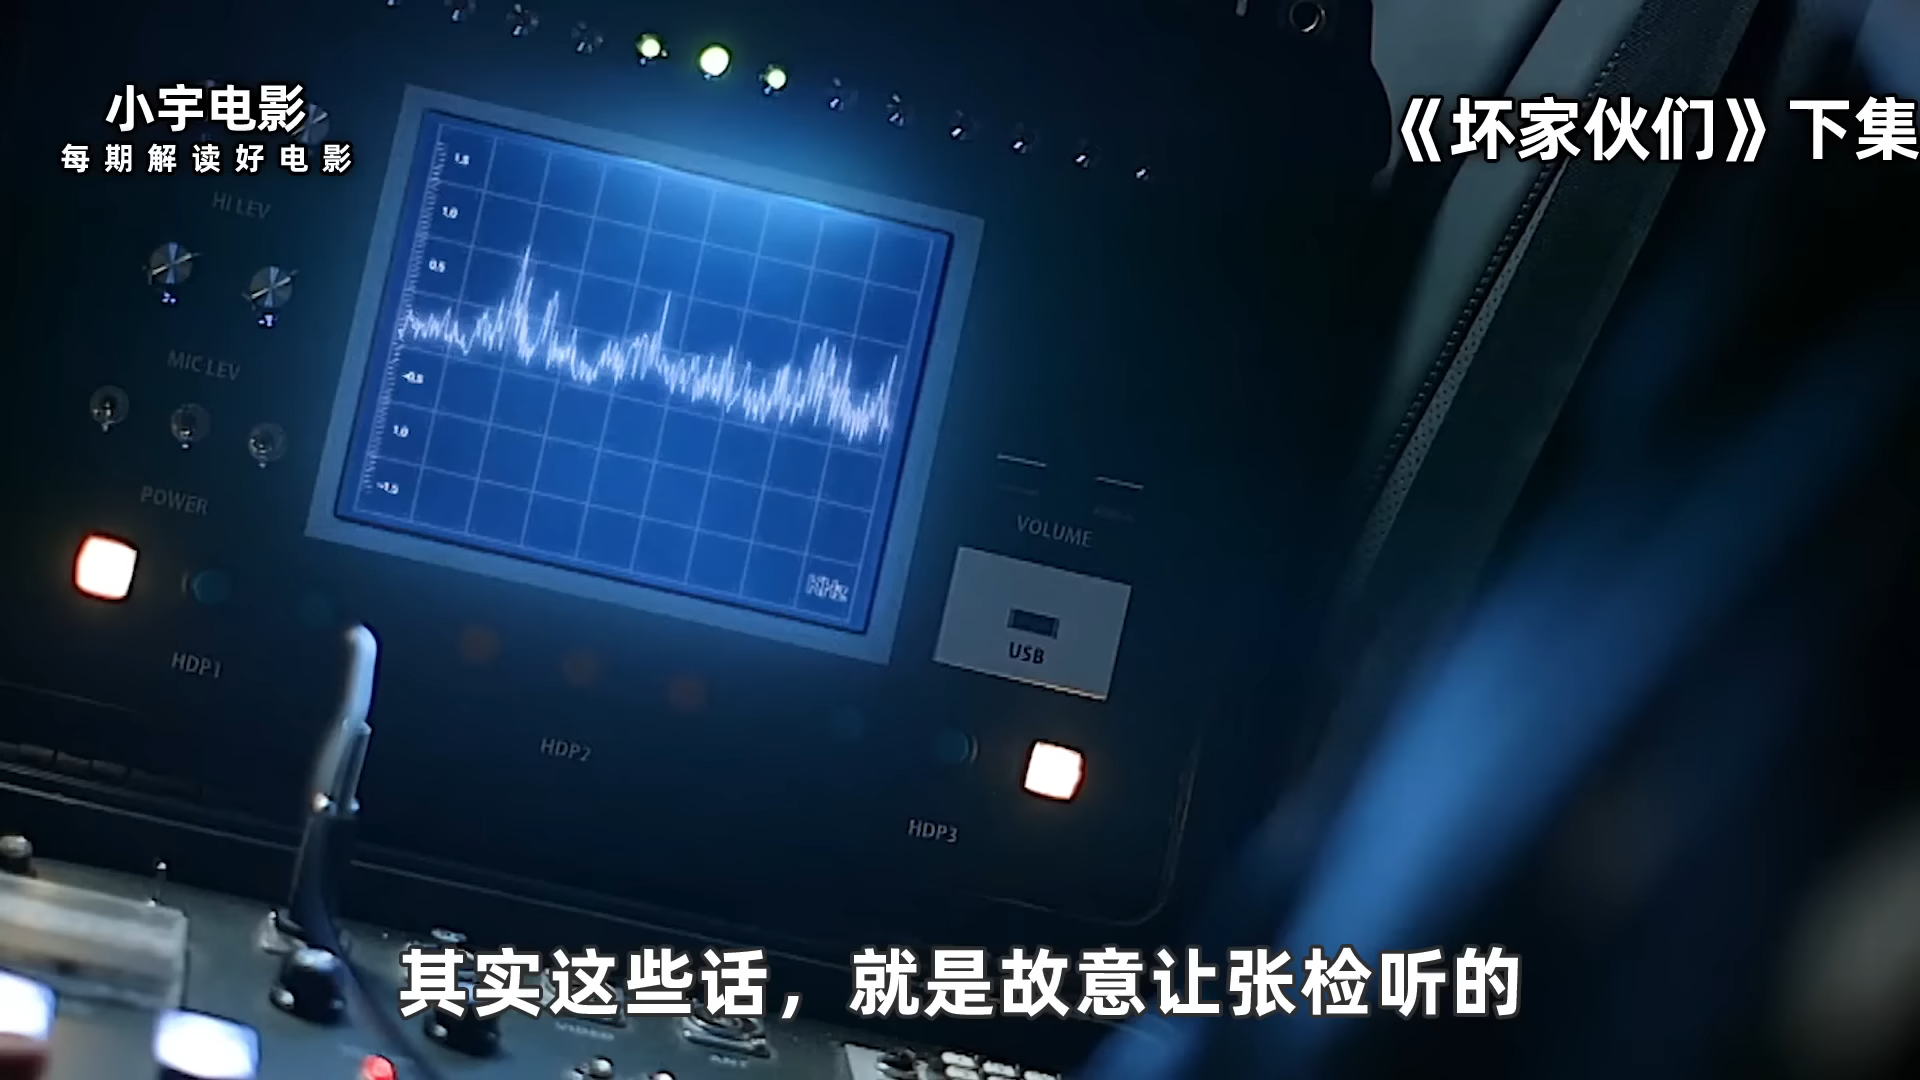 小宇电影
每期解读好电影
《坏家伙们》下集
HI LEV
MIC LEV
POWER
HDP1
HDP2
HDP3
VOLUME
USB
1.0
0.5
-0.5
1.0
-1.5
KHz
其实这些话，就是故意让张检听的